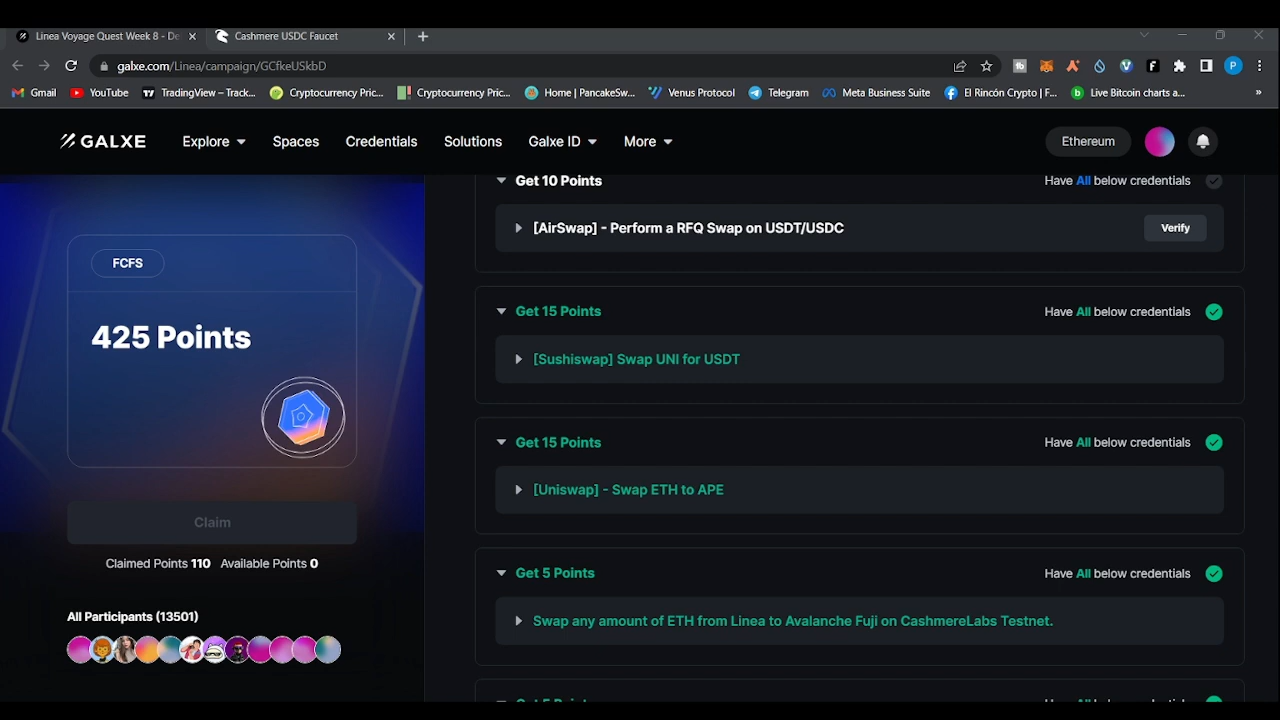 Linea Voyage Quest Week 8 - De
Cashmere USDC Faucet
galxe.com/Linea/campaign/GCfkeUSkbD
Gmail
YouTube
TradingView – Track...
Cryptocurrency Pric...
Cryptocurrency Pric...
Home | PancakeSw...
Venus Protocol
Telegram
Meta Business Suite
El Rincón Crypto | F...
Live Bitcoin charts a...
»
GALXE
Explore
Spaces
Credentials
Solutions
Galxe ID
More
Ethereum
FCFS
425 Points
Claim
Claimed Points 110 Available Points 0
All Participants (13501)
Get 10 Points
Have All below credentials
[AirSwap] - Perform a RFQ Swap on USDT/USDC
Verify
Get 15 Points
Have All below credentials
[Sushiswap] Swap UNI for USDT
Get 15 Points
Have All below credentials
[Uniswap] - Swap ETH to APE
Get 5 Points
Have All below credentials
Swap any amount of ETH from Linea to Avalanche Fuji on CashmereLabs Testnet.